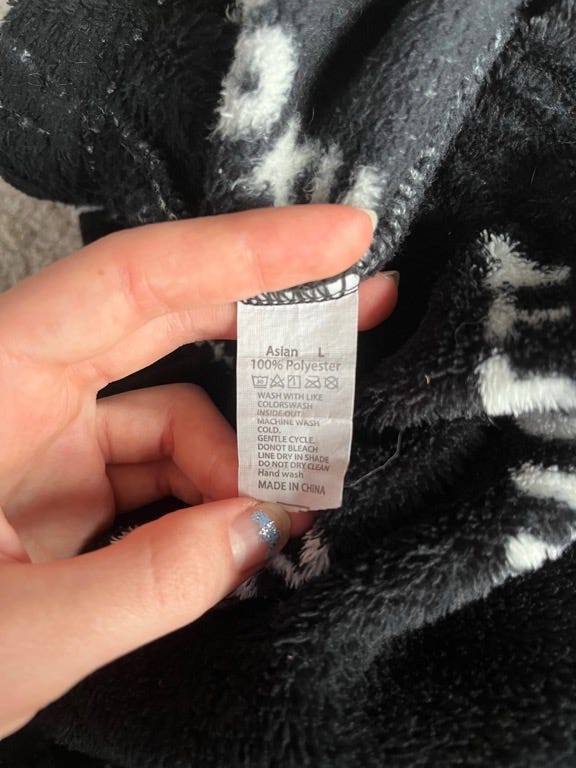 Asian L
100% Polyester
WASH WITH LIKE
COLORSWASH
INSIDE OUT
MACHINE WASH
COLD.
GENTLE CYCLE.
DONOT BLEACH
LINE DRY IN SHADE
DO NOT DRY CLEAN
Hand wash
MADE IN CHINA